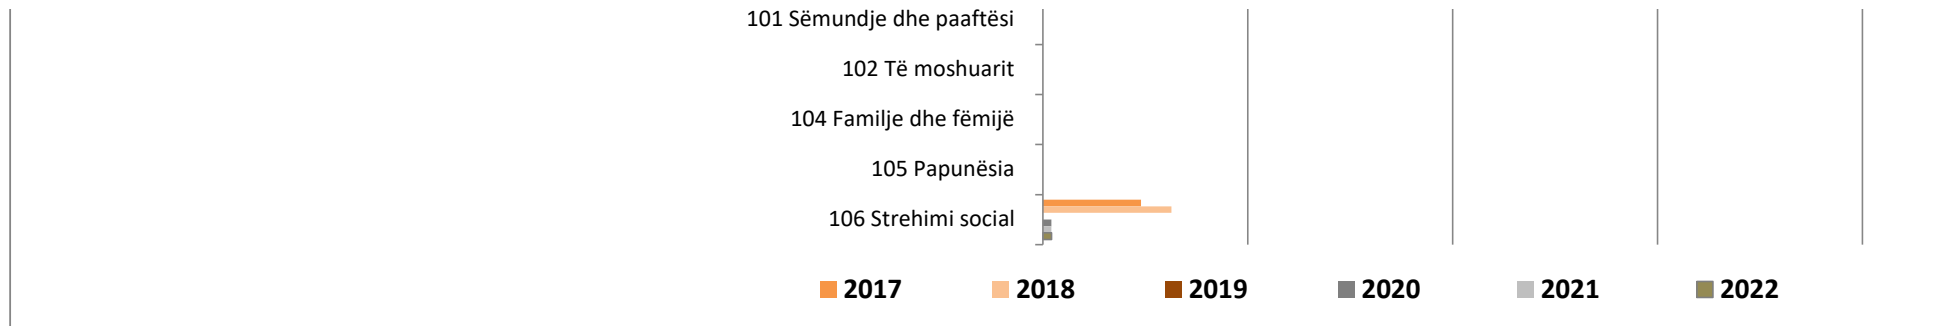 101 Sëmundje dhe paaftësi
102 Të moshuarit
104 Familje dhe fëmijë
105 Papunësia
106 Strehimi social
2017 2018 2019 2020 2021 2022